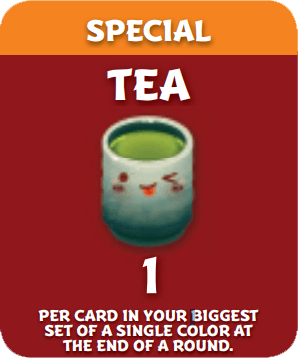 SPECIAL
TEA
1
PER CARD IN YOUR BIGGEST
SET OF A SINGLE COLOR AT
THE END OF A ROUND.